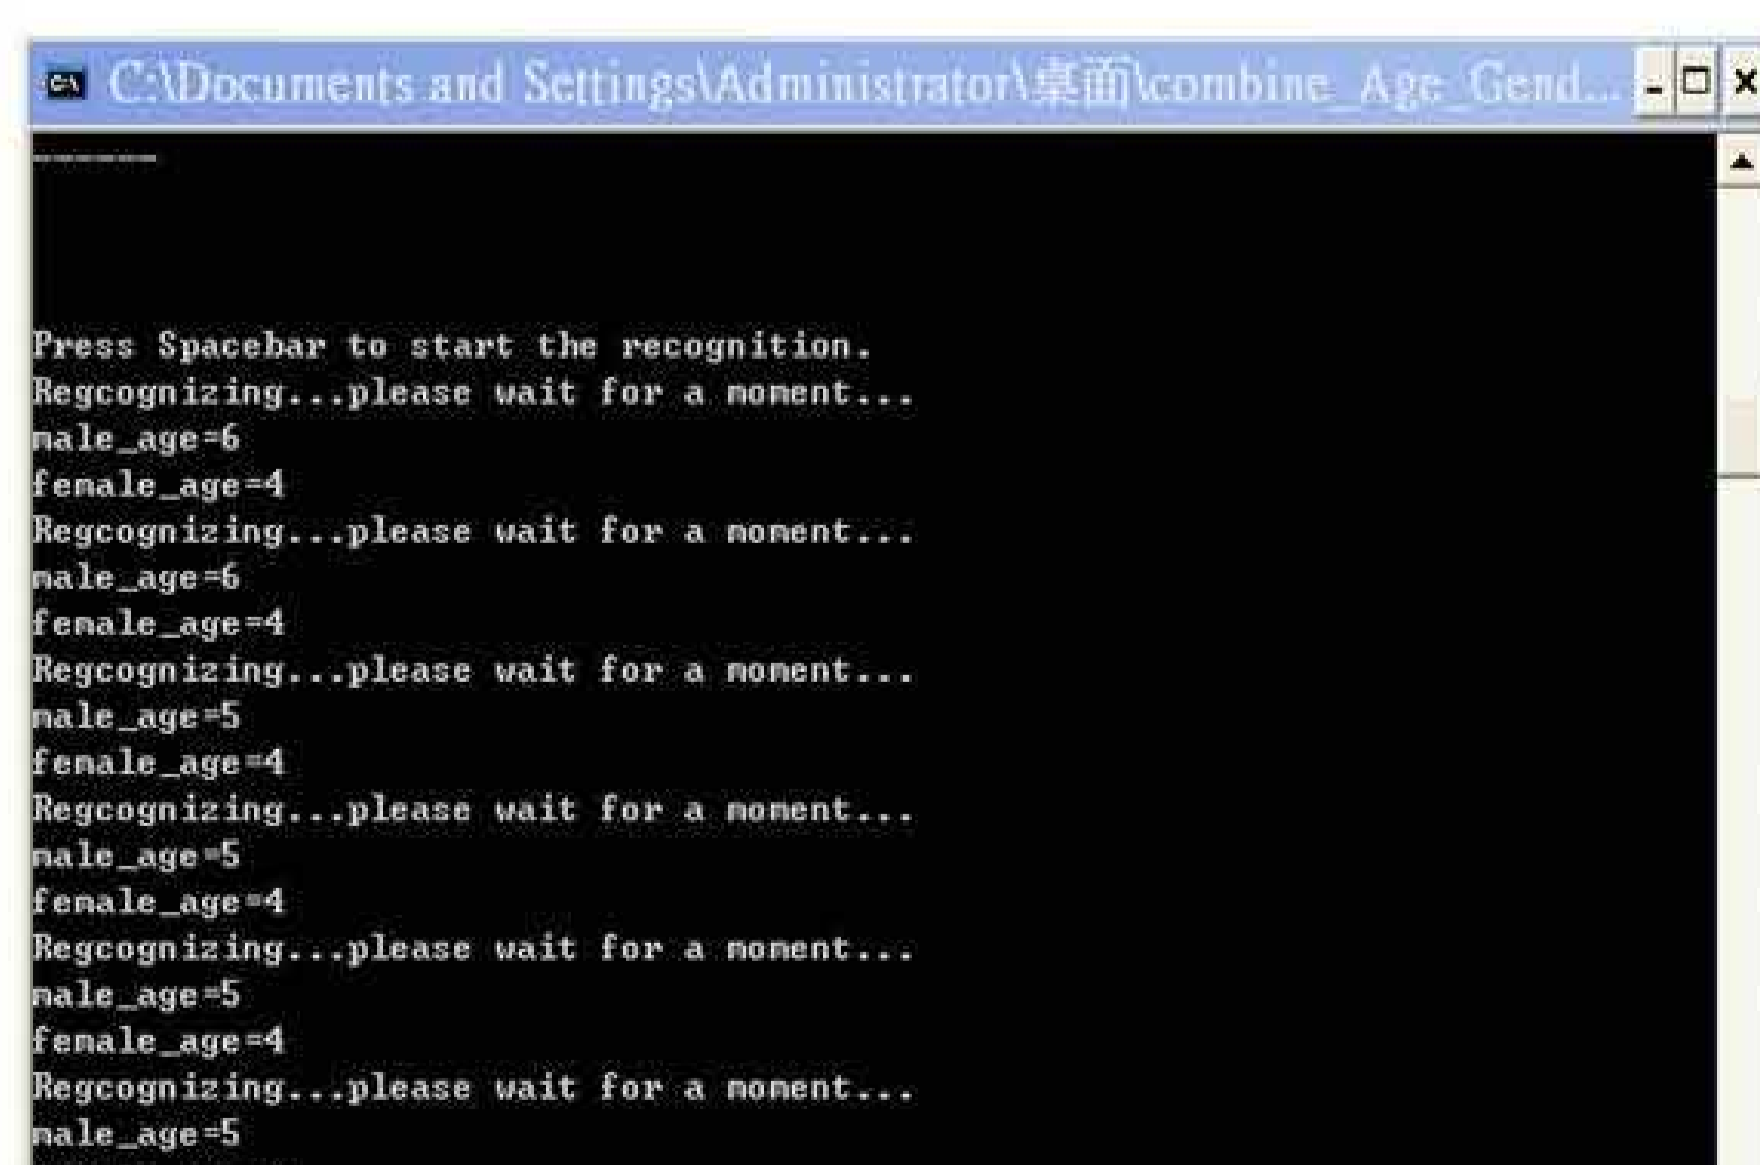 C:\Documents and Settings\Administrator\桌面\combine_Age_Gend...
-------
Press Spacebar to start the recognition.
Regcognizing...please wait for a moment...
male_age=6
female_age=4
Regcognizing...please wait for a moment...
male_age=6
female_age=4
Regcognizing...please wait for a moment...
male_age=5
female_age=4
Regcognizing...please wait for a moment...
male_age=5
female_age=4
Regcognizing...please wait for a moment...
male_age=5
female_age=4
Regcognizing...please wait for a moment...
male_age=5